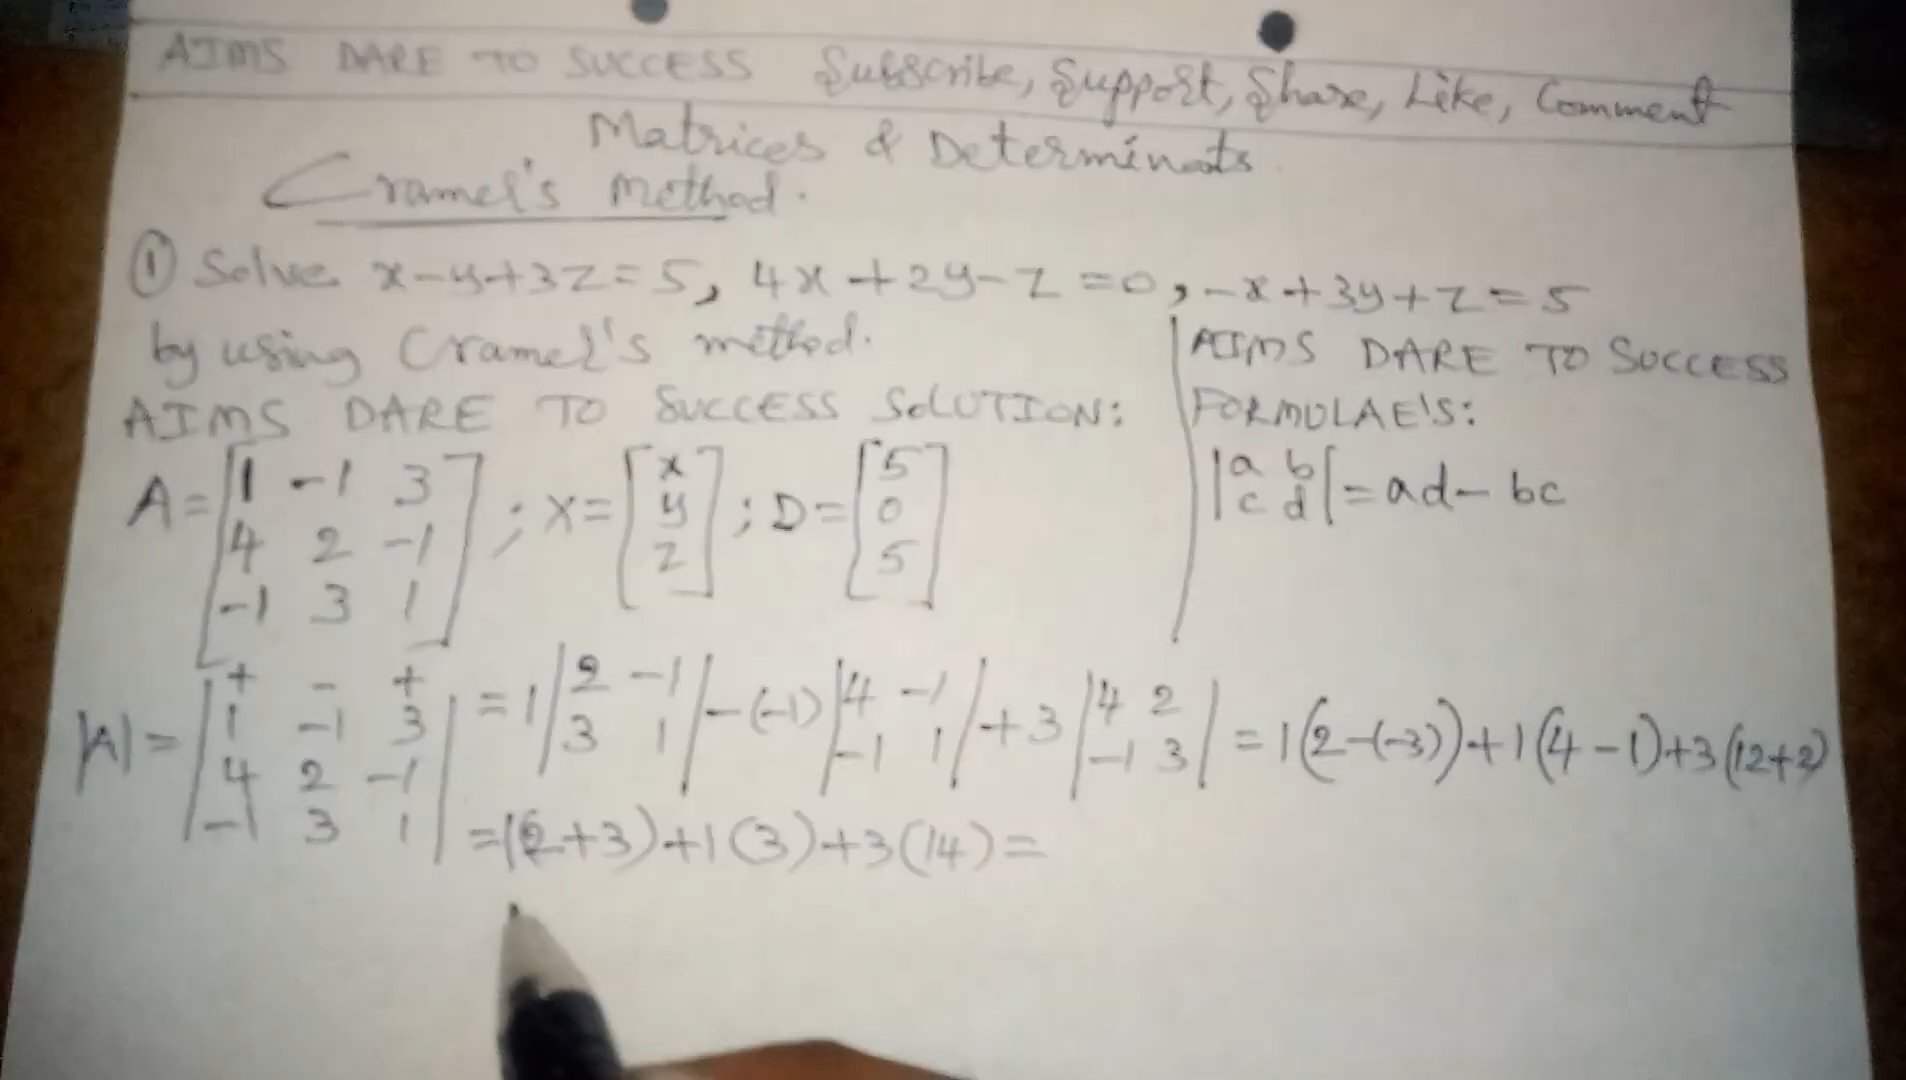 AIMS DARE TO SUCCESS Subscribe, Support, Share, Like, Comment
Matrices & Determinats.
Cramer's Method.
① Solve x-y+3z=5, 4x+2y-z=0, -x+3y+z=5
by using Cramer's method.
AIMS DARE TO SUCCESS SOLUTION:
AIMS DARE TO SUCCESS
FORMULAE'S:
|a b| = ad - bc
|c d|
A = [1 -1 3] ; X = [x] ; D = [5]
[4 2 -1] [y] [0]
[-1 3 1] [z] [5]
+ - +
|A| = |1 -1 3| = 1 |2 -1| - (-1) |4 -1| + 3 |4 2| = 1(2-(-3))+1(4-1)+3(12+2)
|4 2 -1| |3 1| |-1 1| |-1 3|
|-1 3 1|
= 1(2+3)+1(3)+3(14)=